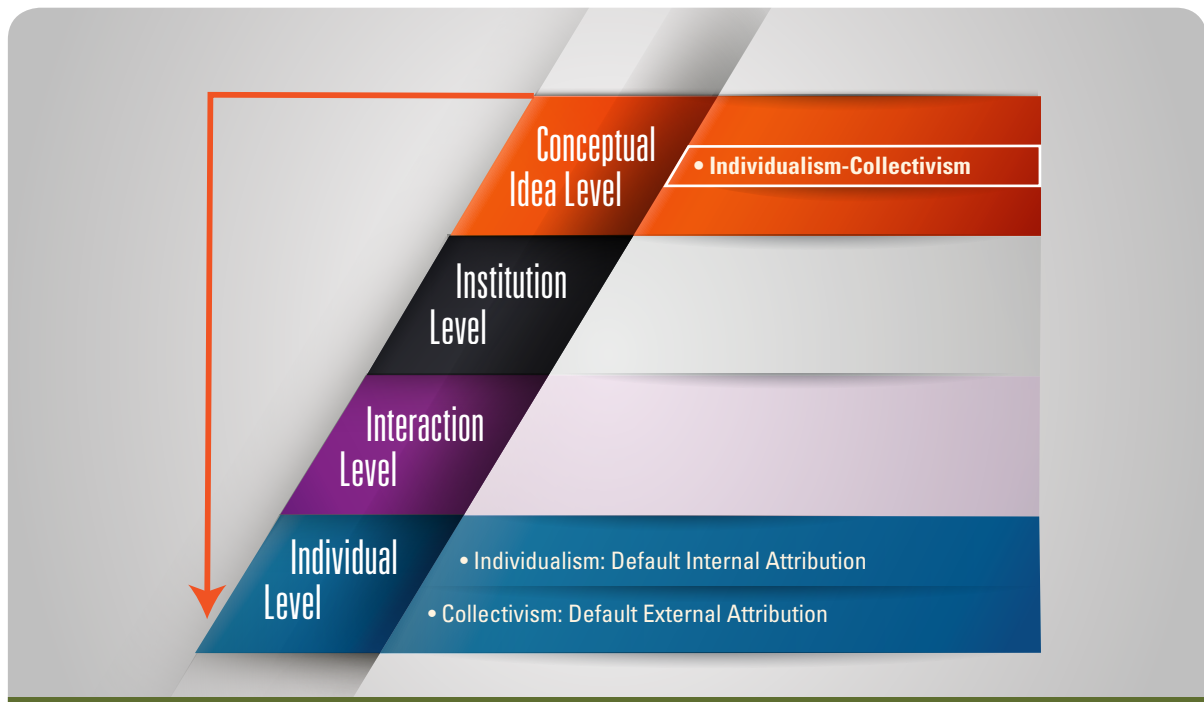 Conceptual
Idea Level
• Individualism-Collectivism
Institution
Level
Interaction
Level
Individual
Level
• Individualism: Default Internal Attribution
• Collectivism: Default External Attribution